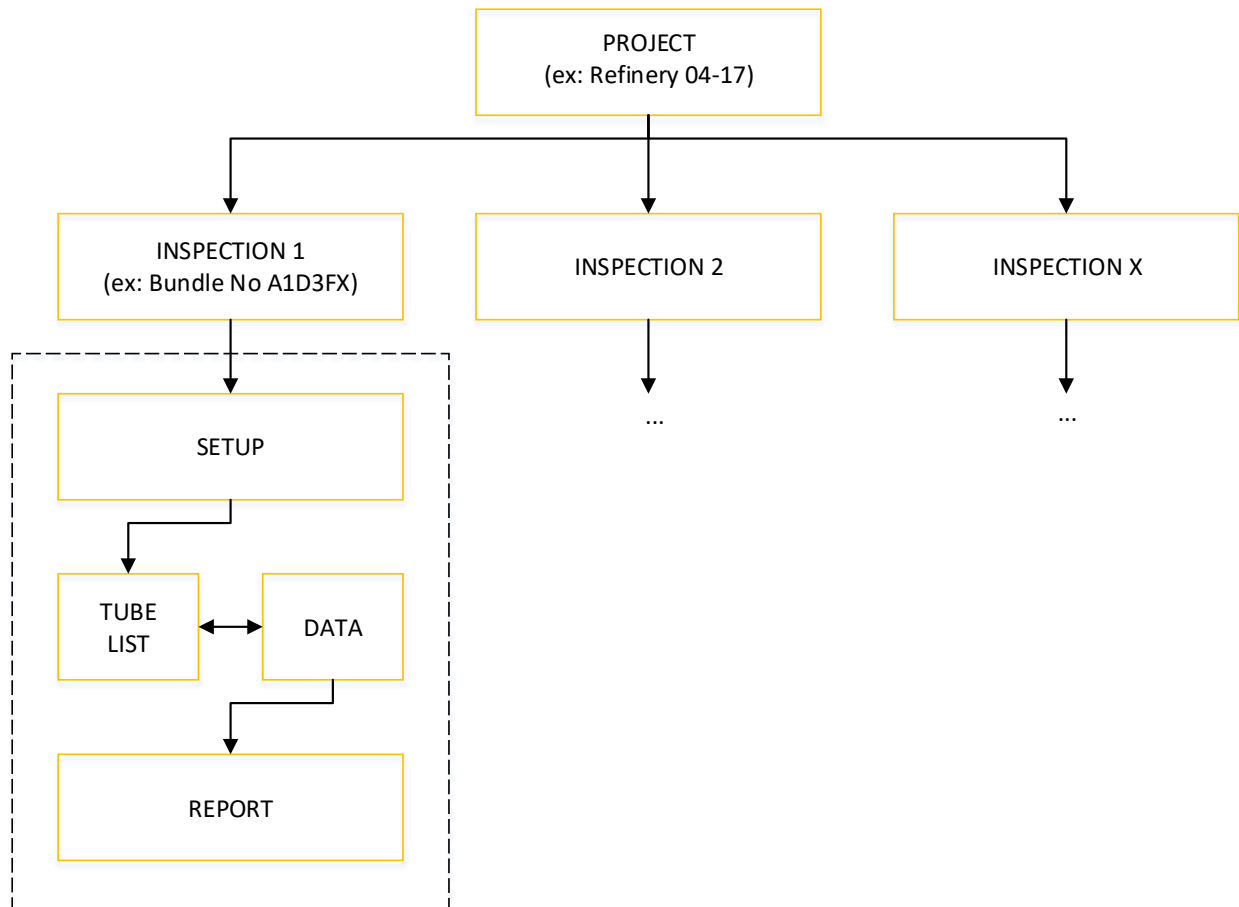 PROJECT
(ex: Refinery 04-17)
INSPECTION 1
(ex: Bundle No A1D3FX)
INSPECTION 2
INSPECTION X
SETUP
...
...
TUBE
LIST
DATA
REPORT